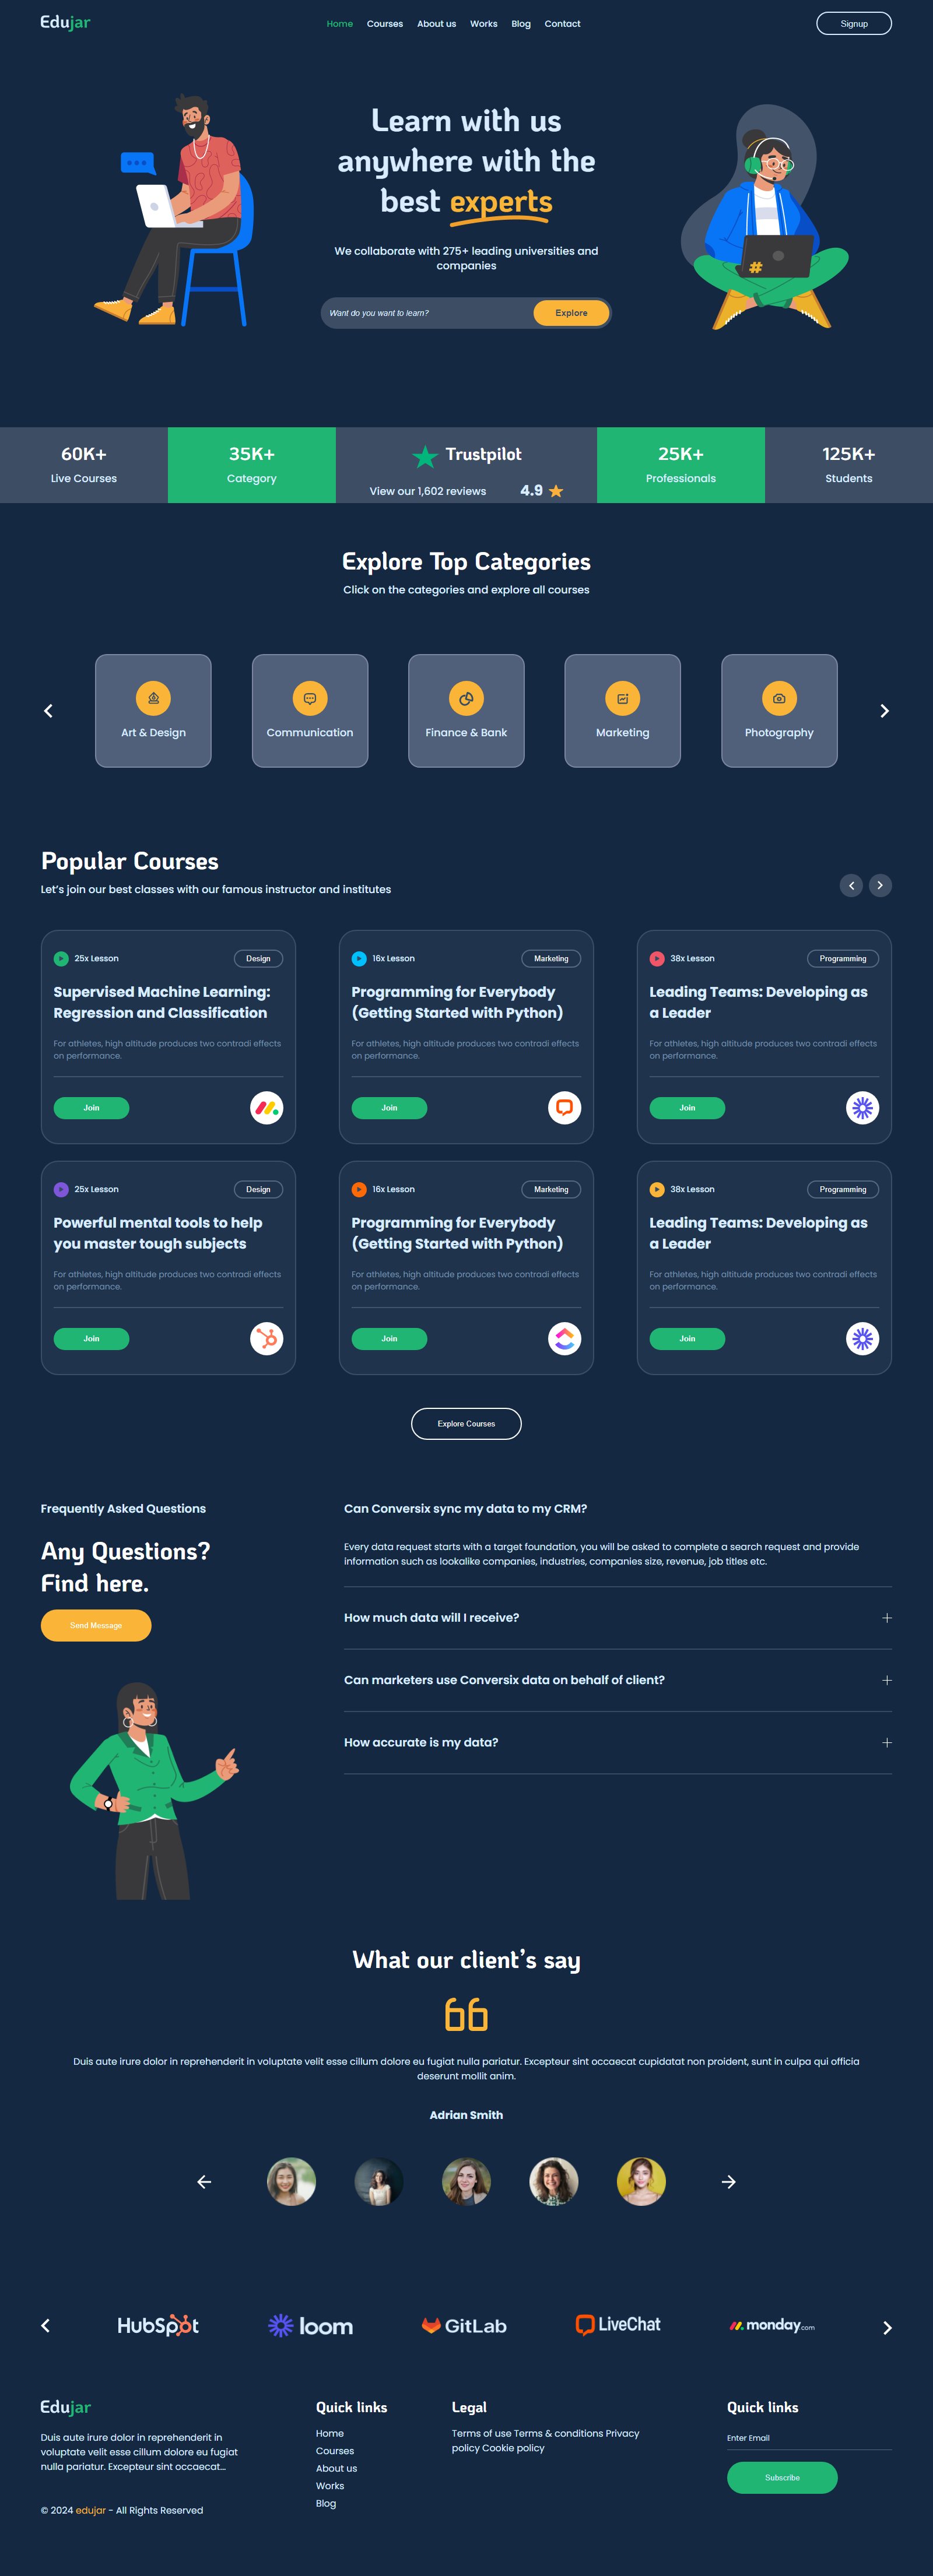 Edujar
Home Courses About us Works Blog Contact
Signup
Learn with us
anywhere with the
best experts
We collaborate with 275+ leading universities and
companies
Want do you want to learn?
Explore
#
60K+
Live Courses
35K+
Category
Trustpilot
View our 1,602 reviews 4.9
25K+
Professionals
125K+
Students
Explore Top Categories
Click on the categories and explore all courses
Art & Design
Communication
Finance & Bank
Marketing
Photography
Popular Courses
Let's join our best classes with our famous instructor and institutes
25x Lesson Design
Supervised Machine Learning:
Regression and Classification
For athletes, high altitude produces two contradi effects
on performance.
Join
16x Lesson Marketing
Programming for Everybody
(Getting Started with Python)
For athletes, high altitude produces two contradi effects
on performance.
Join
38x Lesson Programming
Leading Teams: Developing as
a Leader
For athletes, high altitude produces two contradi effects
on performance.
Join
25x Lesson Design
Powerful mental tools to help
you master tough subjects
For athletes, high altitude produces two contradi effects
on performance.
Join
16x Lesson Marketing
Programming for Everybody
(Getting Started with Python)
For athletes, high altitude produces two contradi effects
on performance.
Join
38x Lesson Programming
Leading Teams: Developing as
a Leader
For athletes, high altitude produces two contradi effects
on performance.
Join
Explore Courses
Frequently Asked Questions
Any Questions?
Find here.
Send Message
Can Conversix sync my data to my CRM?
Every data request starts with a target foundation, you will be asked to complete a search request and provide
information such as lookalike companies, industries, companies size, revenue, job titles etc.
How much data will I receive?
Can marketers use Conversix data on behalf of client?
How accurate is my data?
What our client's say
Duis aute irure dolor in reprehenderit in voluptate velit esse cillum dolore eu fugiat nulla pariatur. Excepteur sint occaecat cupidatat non proident, sunt in culpa qui officia
deserunt mollit anim.
Adrian Smith
HubSpot
loom
GitLab
LiveChat
monday.com
Edujar
Duis aute irure dolor in reprehenderit in
voluptate velit esse cillum dolore eu fugiat
nulla pariatur. Excepteur sint occaecat...
© 2024 edujar - All Rights Reserved
Quick links
Home
Courses
About us
Works
Blog
Legal
Terms of use Terms & conditions Privacy
policy Cookie policy
Quick links
Enter Email
Subscribe